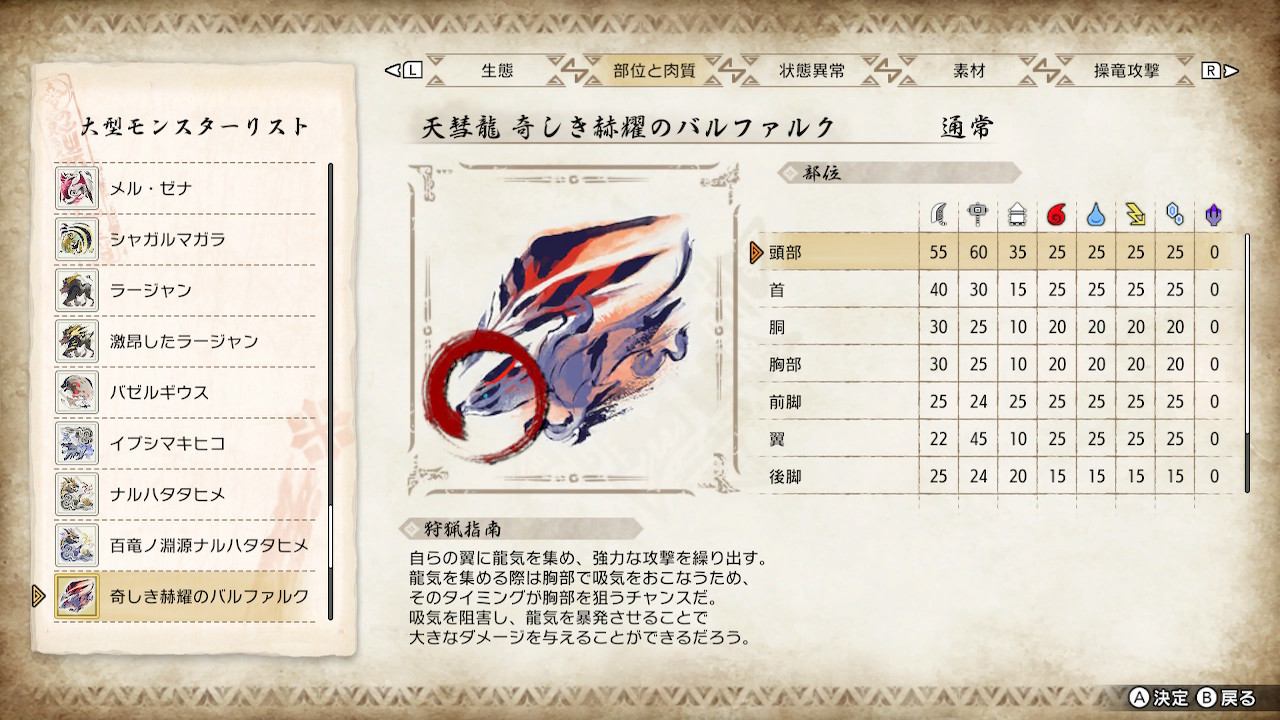 L 生態 部位と肉質 状態異常 素材 操竜攻撃 R
大型モンスターリスト
メル・ゼナ
シャガルマガラ
ラージャン
激昂したラージャン
バゼルギウス
イブシマキヒコ
ナルハタタヒメ
百竜ノ淵源ナルハタタヒメ
奇しき赫耀のバルファルク
天彗龍 奇しき赫耀のバルファルク 通常
部位
頭部 55 60 35 25 25 25 25 0
首 40 30 15 25 25 25 25 0
胴 30 25 10 20 20 20 20 0
胸部 30 25 10 20 20 20 20 0
前脚 25 24 25 25 25 25 25 0
翼 22 45 10 25 25 25 25 0
後脚 25 24 20 15 15 15 15 0
狩猟指南
自らの翼に龍気を集め、強力な攻撃を繰り出す。
龍気を集める際は胸部で吸気をおこなうため、
そのタイミングが胸部を狙うチャンスだ。
吸気を阻害し、龍気を暴発させることで
大きなダメージを与えることができるだろう。
A 決定 B 戻る